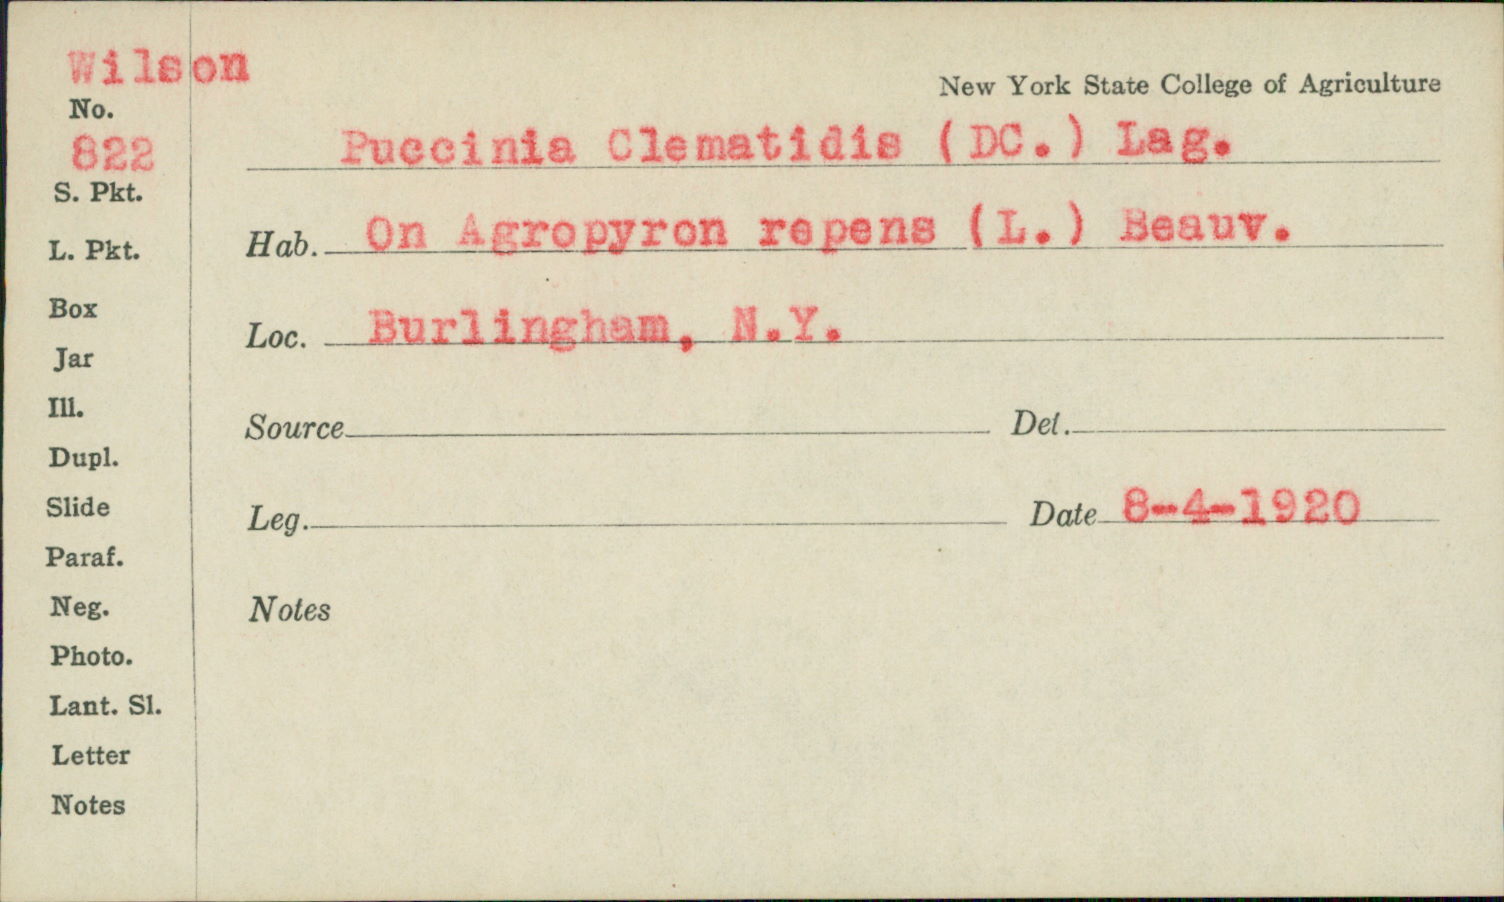 Wilson
No.
822
S. Pkt.
L. Pkt.
Box
Jar
Ill.
Dupl.
Slide
Paraf.
Neg.
Photo.
Lant. Sl.
Letter
Notes
New York State College of Agriculture
Puccinia Clematidis (DC.) Lag.
Hab. On Agropyron repens (L.) Beauv.
Loc. Burlingham, N.Y.
Source Det.
Leg. Date 8-4-1920
Notes